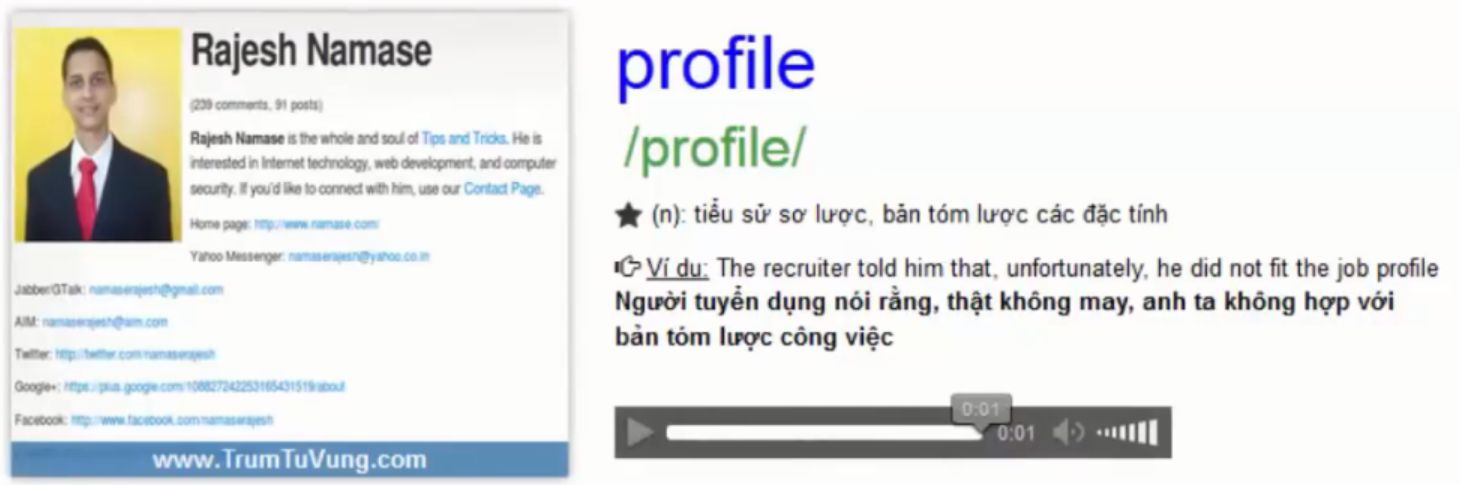 Rajesh Namase
(239 comments, 91 posts)
Rajesh Namase is the whole and soul of Tips and Tricks. He is
interested in Internet technology, web development, and computer
security. If you'd like to connect with him, use our Contact Page.
Home page: http://www.namase.com/
Yahoo Messenger: namaserajesh@yahoo.co.in
Jabber/GTalk: namaserajesh@gmail.com
AIM: namaserajesh@aim.com
Twitter: http://twitter.com/namaserajesh
Google+: https://plus.google.com/108827242253165431519/about
Facebook: http://www.facebook.com/namaserajesh
www.TrumTuVung.com
profile
/profile/
★ (n): tiểu sử sơ lược, bản tóm lược các đặc tính
Ví du: The recruiter told him that, unfortunately, he did not fit the job profile
Người tuyển dụng nói rằng, thật không may, anh ta không hợp với
bản tóm lược công việc
0:01
0:01